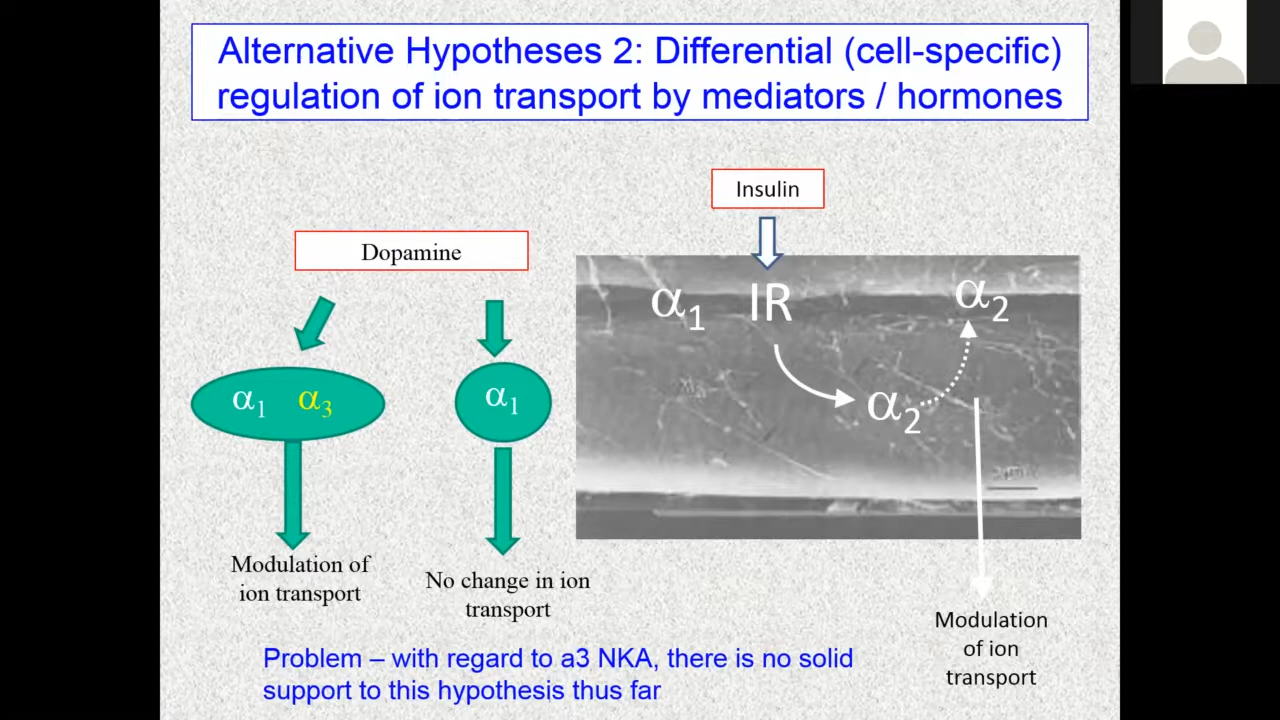 Alternative Hypotheses 2: Differential (cell-specific)
regulation of ion transport by mediators / hormones
Insulin
Dopamine
α1 IR α2
α1 α3
α1
α2
Modulation of
ion transport
No change in ion
transport
Modulation
of ion
transport
Problem – with regard to a3 NKA, there is no solid
support to this hypothesis thus far